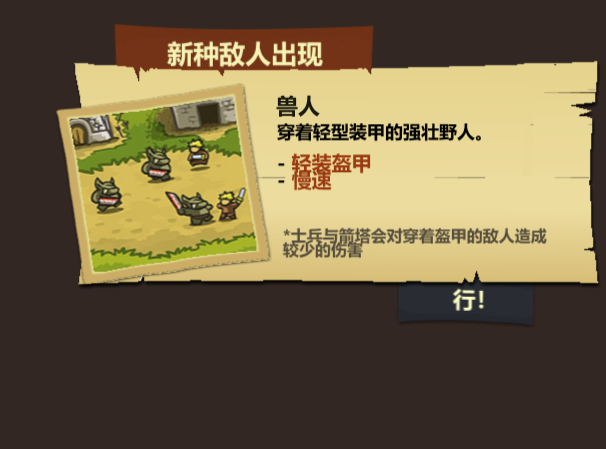 新种敌人出现
兽人
穿着轻型装甲的强壮野人。
- 轻装盔甲
- 慢速
*士兵与箭塔会对穿着盔甲的敌人造成
较少的伤害
行!